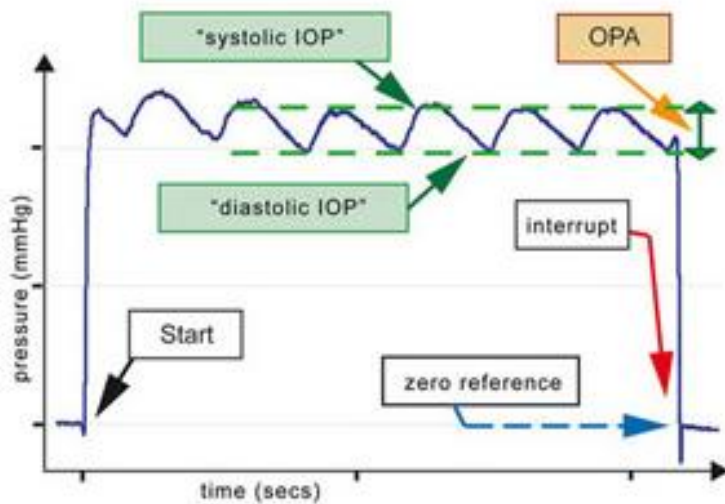 "systolic IOP"
OPA
"diastolic IOP"
interrupt
pressure (mmHg)
Start
zero reference
time (secs)